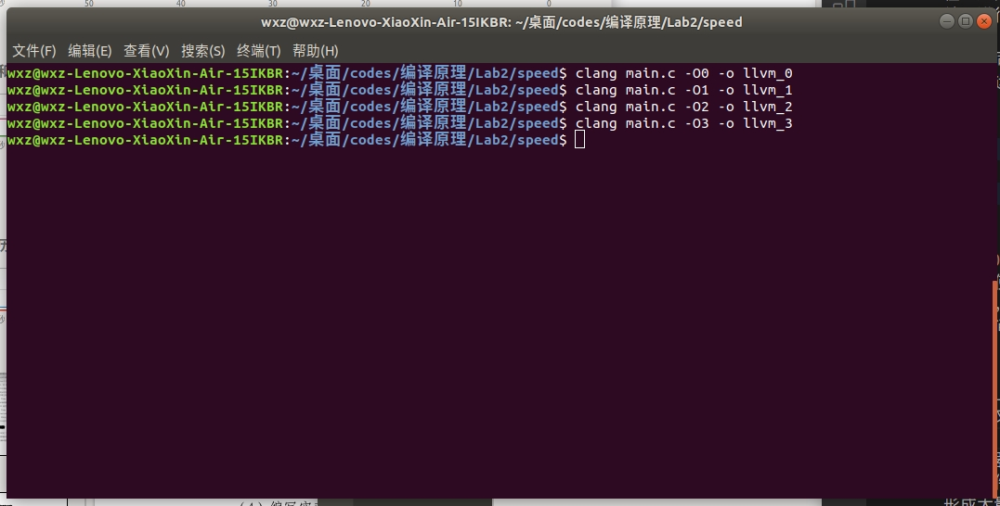 50 40 30 20 10 0
wxz@wxz-Lenovo-XiaoXin-Air-15IKBR: ~/桌面/codes/编译原理/Lab2/speed
文件(F) 编辑(E) 查看(V) 搜索(S) 终端(T) 帮助(H)
wxz@wxz-Lenovo-XiaoXin-Air-15IKBR:~/桌面/codes/编译原理/Lab2/speed$ clang main.c -O0 -o llvm_0
wxz@wxz-Lenovo-XiaoXin-Air-15IKBR:~/桌面/codes/编译原理/Lab2/speed$ clang main.c -O1 -o llvm_1
wxz@wxz-Lenovo-XiaoXin-Air-15IKBR:~/桌面/codes/编译原理/Lab2/speed$ clang main.c -O2 -o llvm_2
wxz@wxz-Lenovo-XiaoXin-Air-15IKBR:~/桌面/codes/编译原理/Lab2/speed$ clang main.c -O3 -o llvm_3
wxz@wxz-Lenovo-XiaoXin-Air-15IKBR:~/桌面/codes/编译原理/Lab2/speed$